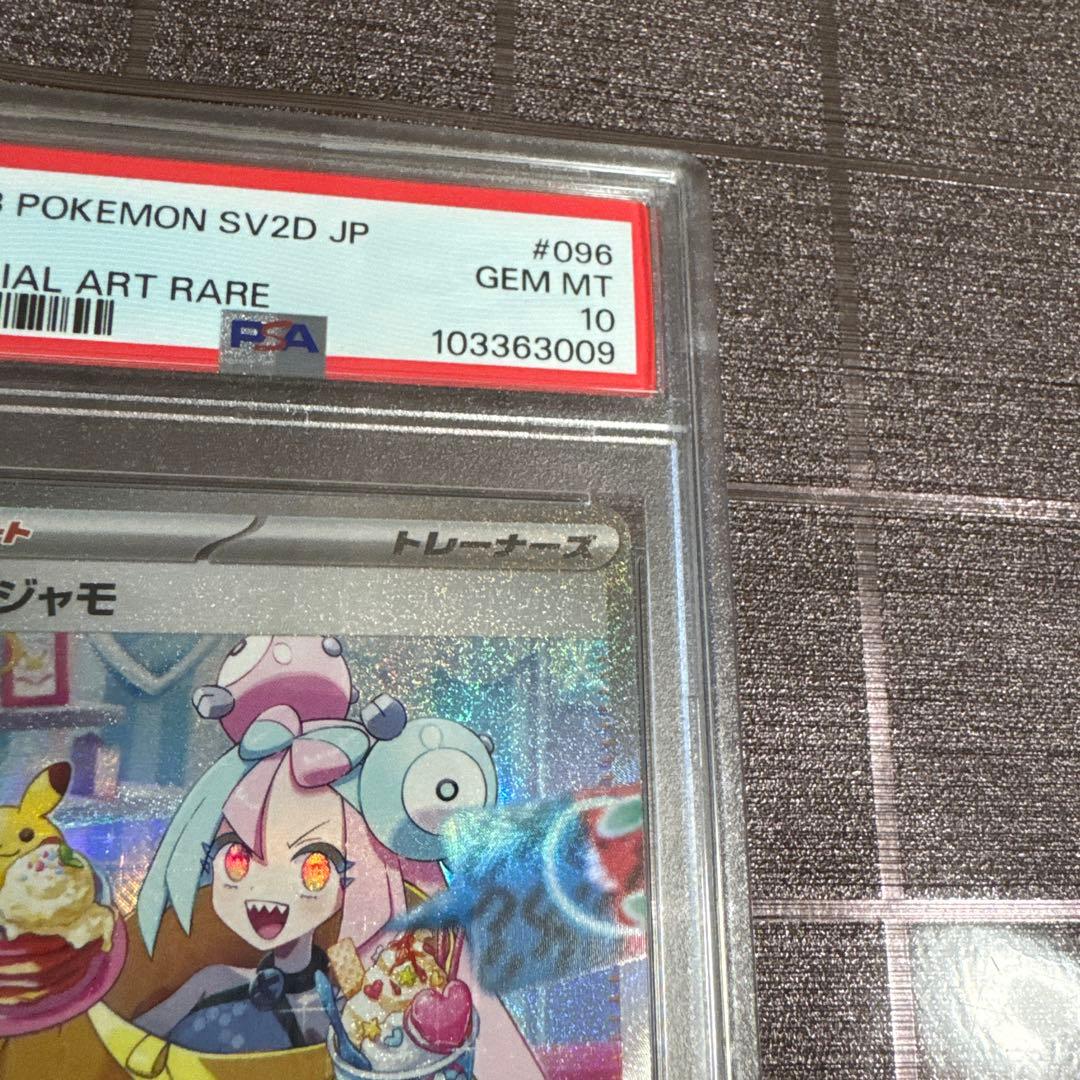 POKEMON SV2D JP
#096
IAL ART RARE
GEM MT
10
PSA
103363009
ト
トレーナーズ
ジャモ